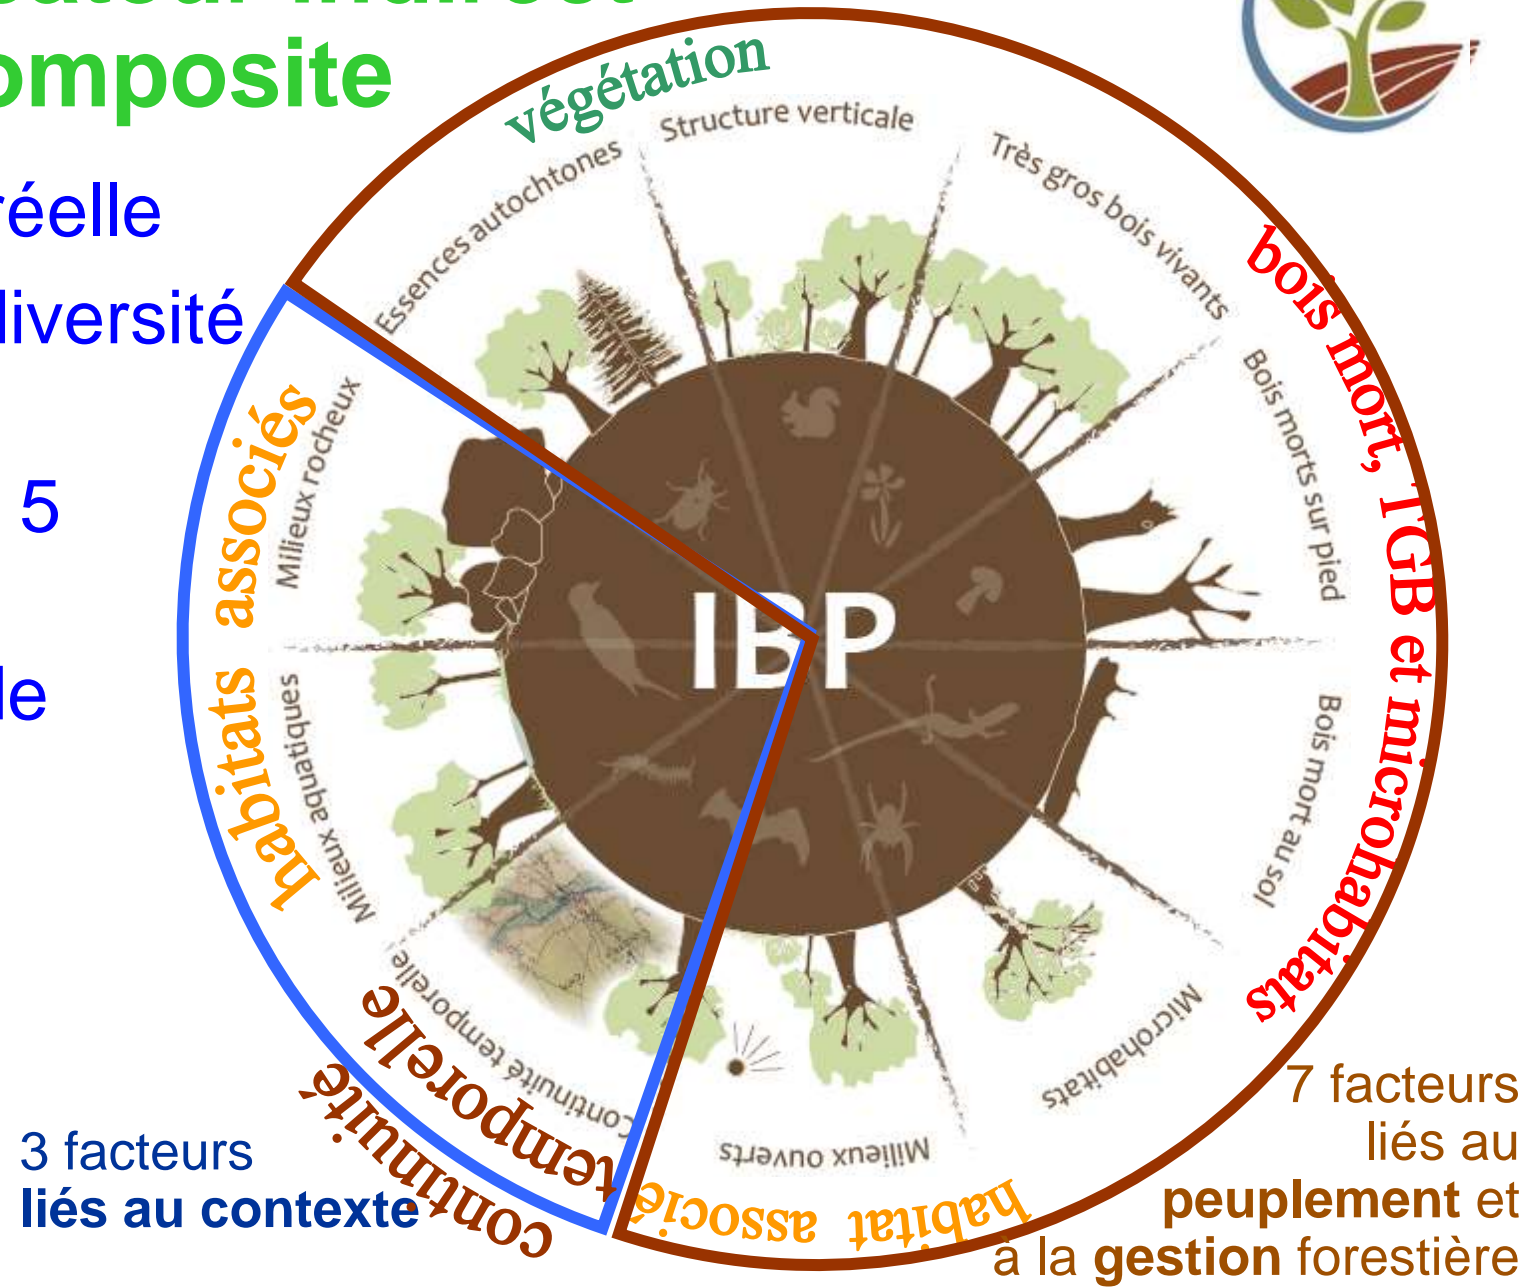 omposite
réelle
5
végétation
Essences autochtones
Structure verticale
Très gros bois vivants
Bois morts sur pied
Bois mort au sol
Microhabitats
Milieux ouverts
Continuité temporelle
Milieux aquatiques
Milieux rocheux
IBP
bois mort, TGB et microhabitats
habitat associé
continuité
temporelle
habitats associés
3 facteurs
liés au contexte
7 facteurs
liés au
peuplement et
à la gestion forestière